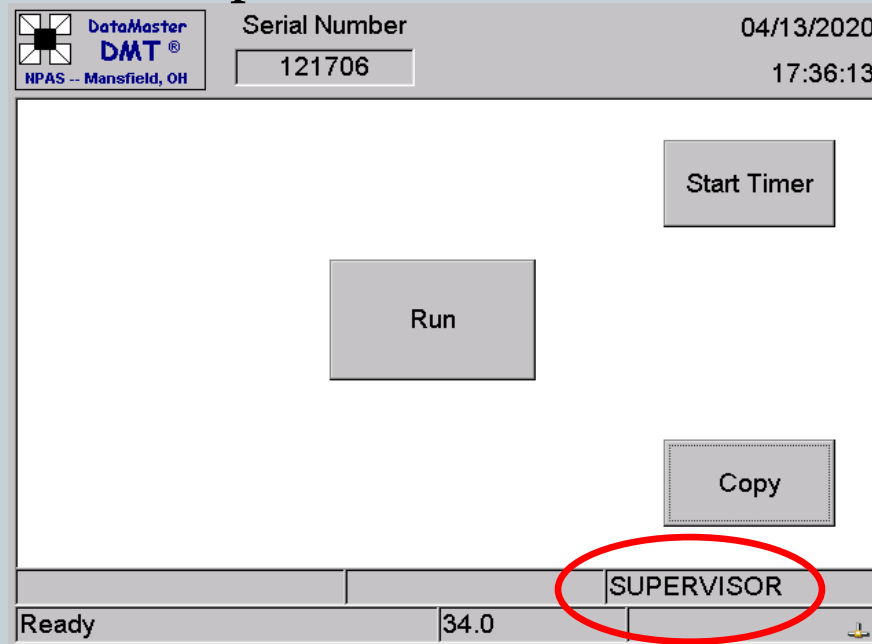 DataMaster
DMT ®
NPAS -- Mansfield, OH
Serial Number
121706
04/13/2020
17:36:13
Start Timer
Run
Copy
SUPERVISOR
Ready
34.0